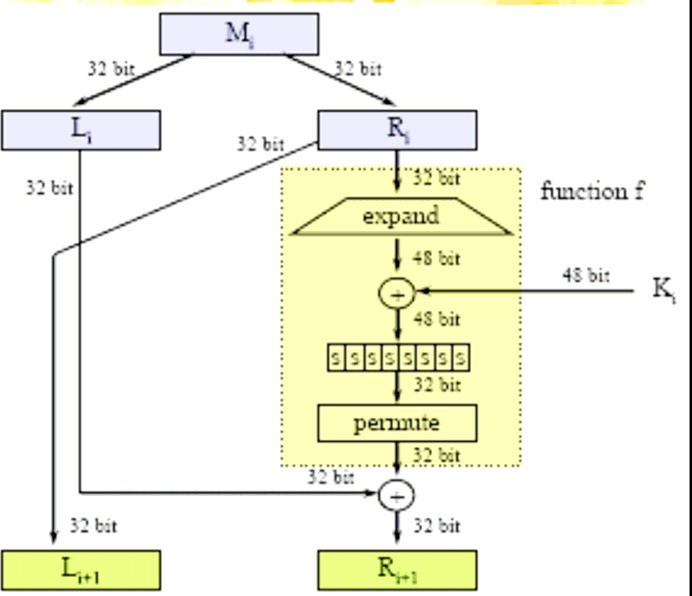 Mi
32 bit
32 bit
Li
Ri
32 bit
32 bit
32 bit
function f
expand
48 bit
48 bit
Ki
+
48 bit
S S S S S S S S
32 bit
permute
32 bit
32 bit
+
32 bit
32 bit
Li+1
Ri+1